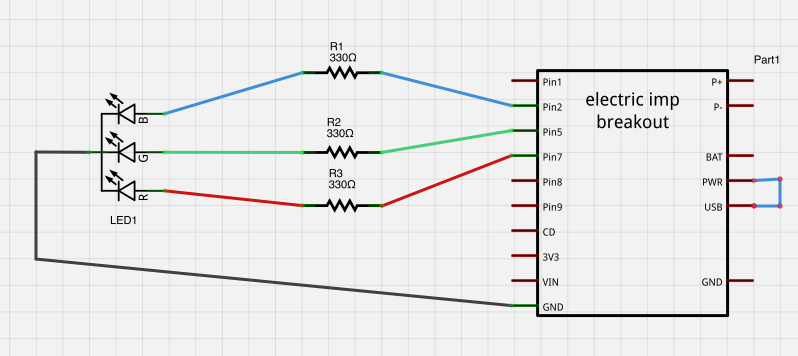 R1
330Ω
Part1
Pin1
P+
electric imp
breakout
Pin2
P-
B
R2
330Ω
Pin5
G
Pin7
BAT
R3
330Ω
Pin8
PWR
R
Pin9
USB
LED1
CD
3V3
VIN
GND
GND